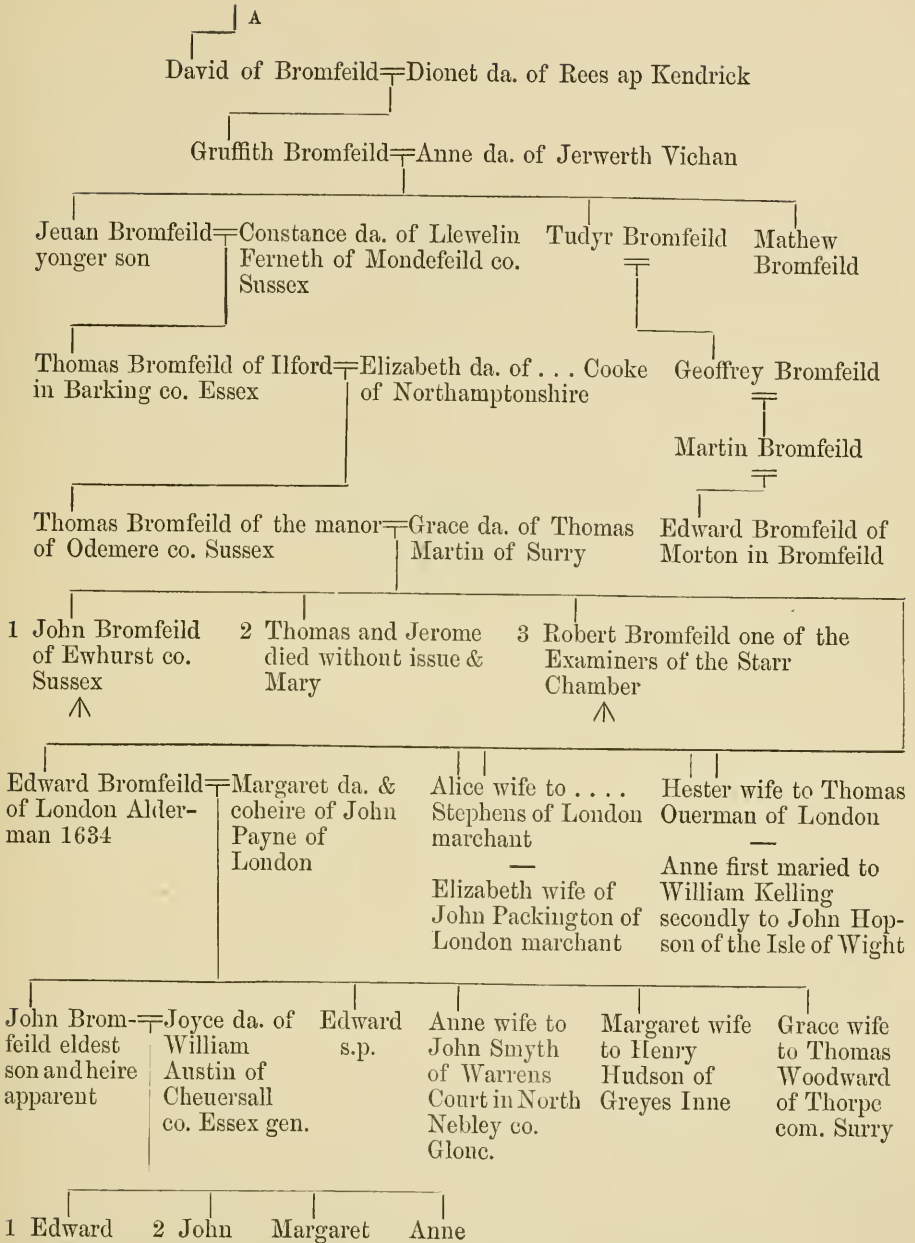 A
David of Bromfeild Dionet da. of Rees ap Kendrick
Gruffith Bromfeild Anne da. of Jerwerth Vichan
Jeuan Bromfeild
yonger son
Constance da. of Llewelin
Ferneth of Mondefeild co.
Sussex
Tudyr Bromfeild
Mathew
Bromfeild
Thomas Bromfeild of Ilford
in Barking co. Essex
Elizabeth da. of . . . Cooke
of Northamptonshire
Geoffrey Bromfeild
Martin Bromfeild
Thomas Bromfeild of the manor
of Odemere co. Sussex
Grace da. of Thomas
Martin of Surry
Edward Bromfeild of
Morton in Bromfeild
1 John Bromfeild
of Ewhurst co.
Sussex
2 Thomas and Jerome
died without issue &
Mary
3 Robert Bromfeild one of the
Examiners of the Starr
Chamber
Edward Bromfeild
of London Alder-
man 1634
Margaret da. &
coheire of John
Payne of
London
Alice wife to . . . .
Stephens of London
marchant
—
Elizabeth wife of
John Packington of
London marchant
Hester wife to Thomas
Ouerman of London
—
Anne first maried to
William Kelling
secondly to John Hop-
son of the Isle of Wight
John Brom-
feild eldest
son and heire
apparent
Joyce da. of
William
Austin of
Cheuersall
co. Essex gen.
Edward
s.p.
Anne wife to
John Smyth
of Warrens
Court in North
Nebley co.
Glouc.
Margaret wife
to Henry
Hudson of
Greyes Inne
Grace wife
to Thomas
Woodward
of Thorpe
com. Surry
1 Edward
2 John
Margaret
Anne